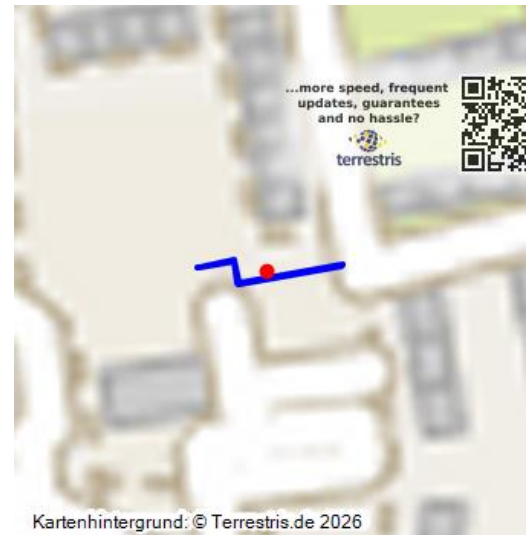 ...more speed, frequent
updates, guarantees
and no hassle?
terrestris
Kartenhintergrund: © Terrestris.de 2026